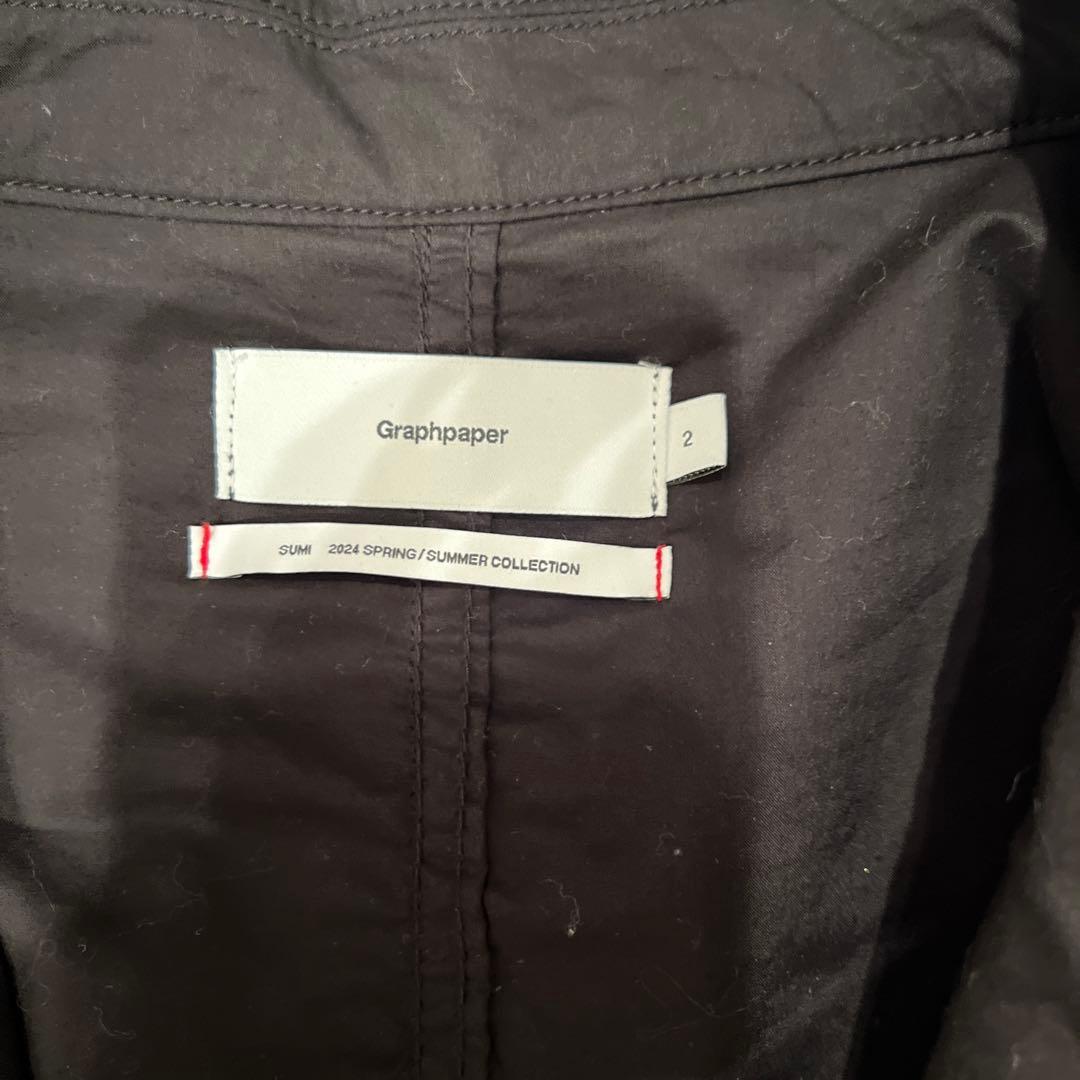 Graphpaper
2
SUMI 2024 SPRING/SUMMER COLLECTION